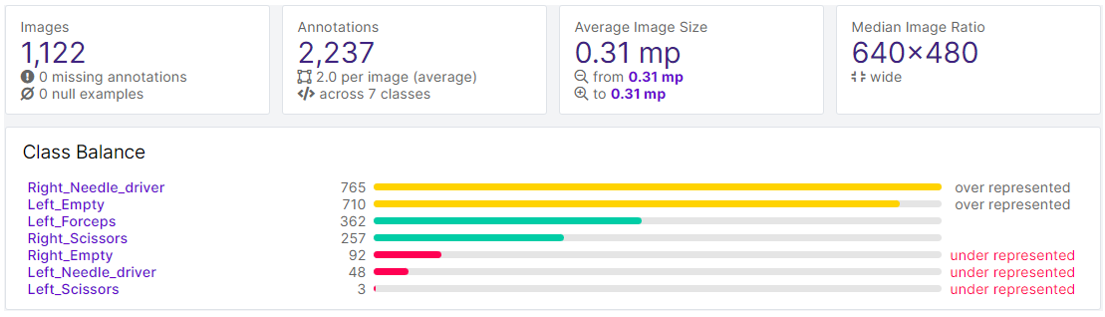 Images
1,122
0 missing annotations
0 null examples
Annotations
2,237
2.0 per image (average)
across 7 classes
Average Image Size
0.31 mp
from 0.31 mp
to 0.31 mp
Median Image Ratio
640×480
wide
Class Balance
Right_Needle_driver 765 over represented
Left_Empty 710 over represented
Left_Forceps 362
Right_Scissors 257
Right_Empty 92 under represented
Left_Needle_driver 48 under represented
Left_Scissors 3 under represented